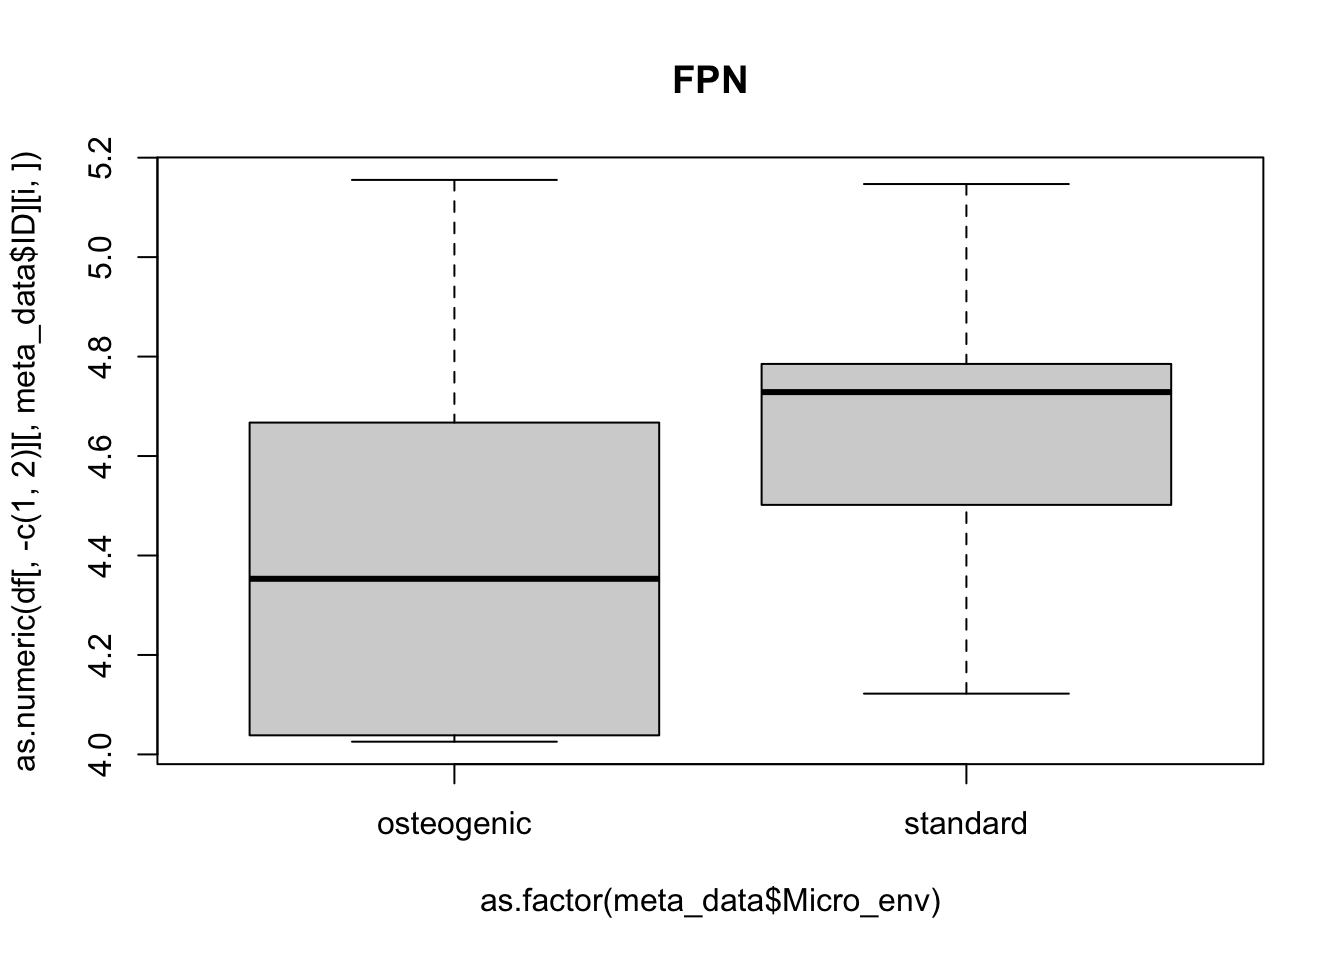 FPN
as.numeric(df[, -c(1, 2)][, meta_data$ID][i, ])
5.2
5.0
4.8
4.6
4.4
4.2
4.0
osteogenic
standard
as.factor(meta_data$Micro_env)